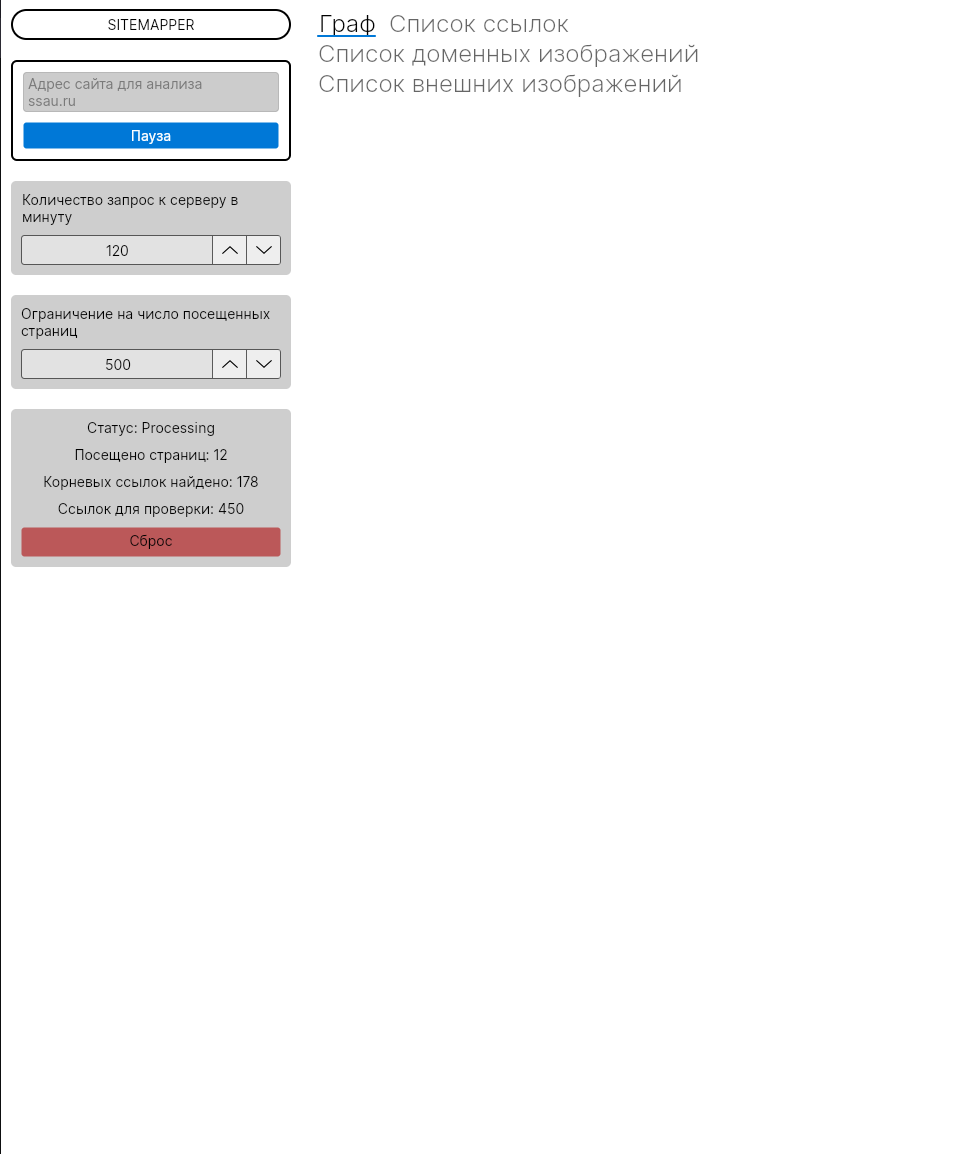 SITEMAPPER
Адрес сайта для анализа
ssau.ru
Пауза
Количество запрос к серверу в
минуту
120
Ограничение на число посещенных
страниц
500
Статус: Processing
Посещено страниц: 12
Корневых ссылок найдено: 178
Ссылок для проверки: 450
Сброс
Граф Список ссылок
Список доменных изображений
Список внешних изображений